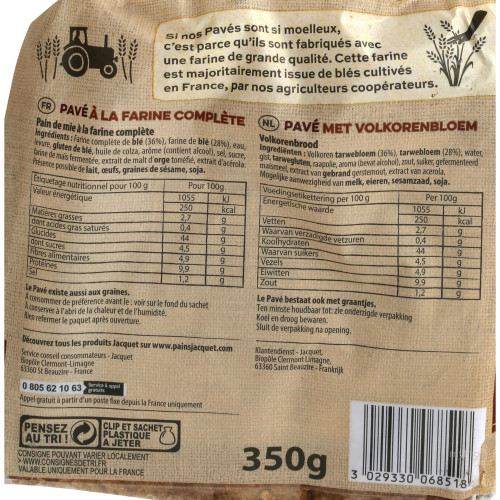 Si nos Pavés sont si moelleux,
c'est parce qu'ils sont fabriqués avec
une farine de grande qualité. Cette farine
est majoritairement issue de blés cultivés
en France, par nos agriculteurs coopérateurs.
FR PAVÉ À LA FARINE COMPLÈTE
Pain de mie à la farine complète
Ingrédients : Farine complète de blé (36%), farine de blé (28%), eau,
levure, gluten de blé, huile de colza, arôme (contient alcool), sel, sucre,
farine de maïs fermentée, extrait de malt d'orge torréfié, extrait d'acérola.
Présence possible de lait, œufs, graines de sésame, soja.
Étiquetage nutritionnel pour 100 g Pour 100g
Valeur énergétique 1055 kJ
250 kcal
Matières grasses 2,7 g
dont acides gras saturés 0,4 g
Glucides 44 g
dont sucres 4,5 g
Fibres alimentaires 4,9 g
Protéines 9,9 g
Sel 1,2 g
Le Pavé existe aussi aux graines.
A consommer de préférence avant le : voir sur le fond du sachet
A conserver à l'abri de la chaleur et de l'humidité.
Bien refermer le paquet après ouverture.
Découvrez tous les produits Jacquet sur www.painsjacquet.com
Service conseil consommateurs - Jacquet
Biopôle Clermont-Limagne
63360 St Beauzire - France
0 805 62 10 63 Service & appel
gratuits
Appel gratuit à partir d'un poste fixe depuis la France uniquement
PENSEZ
AU TRI !
CLIP ET SACHET
PLASTIQUE
À JETER
CONSIGNE POUVANT VARIER LOCALEMENT
> WWW.CONSIGNESDETRI.FR
VALABLE UNIQUEMENT POUR LA FRANCE
NL PAVÉ MET VOLKORENBLOEM
Volkorenbrood
Ingrediënten : Volkoren tarwebloem (36%), tarwebloem (28%), water,
gist, tarwegluten, raapolie, aroma (bevat alcohol), zout, suiker, gefermenteerd
maïsmeel, extract van gebrand gerstemout, extract van acerola.
Mogelijke aanwezigheid van melk, eieren, sesamzaad, soja.
Voedingsetikettering per 100 g Per 100g
Energetische waarde 1055 kJ
250 kcal
Vetten 2,7 g
Waarvan verzadigde vetzuren 0,4 g
Koolhydraten 44 g
Waarvan suikers 4,5 g
Vezels 4,9 g
Eiwitten 9,9 g
Zout 1,2 g
Le Pavé bestaat ook met graantjes.
Ten minste houdbaar tot: zie onderzijde verpakking
Koel en droog bewaren.
Sluit de verpakking na opening.
Klantendienst - Jacquet,
Biopôle Clermont-Limagne,
63360 Saint Beauzire - Frankrijk
350g
3 029330 068518